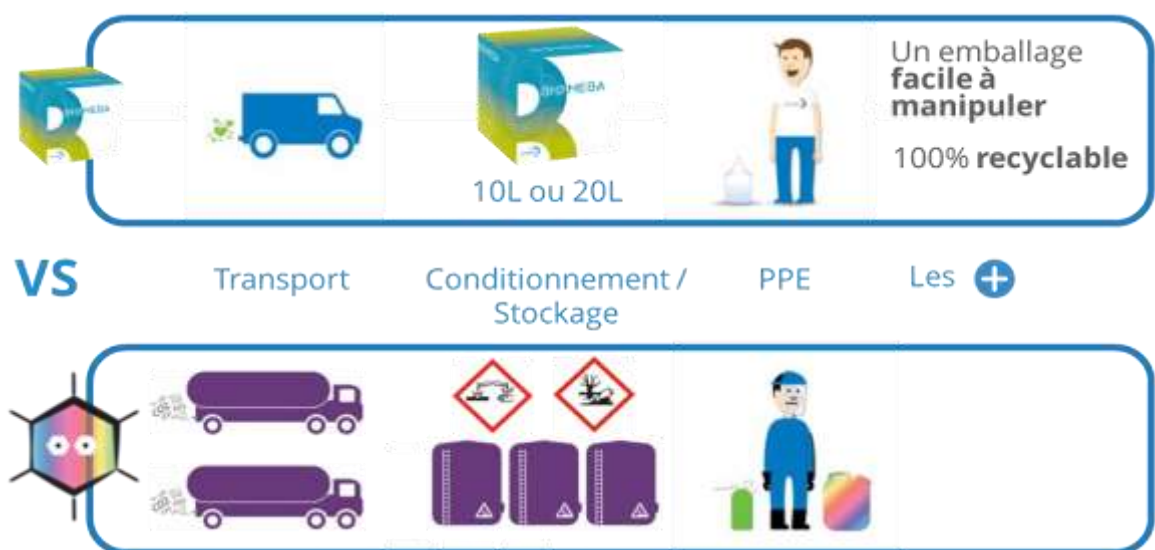 Un emballage
facile à
manipuler
100% recyclable
10L ou 20L
VS
Transport
Conditionnement /
Stockage
PPE
Les